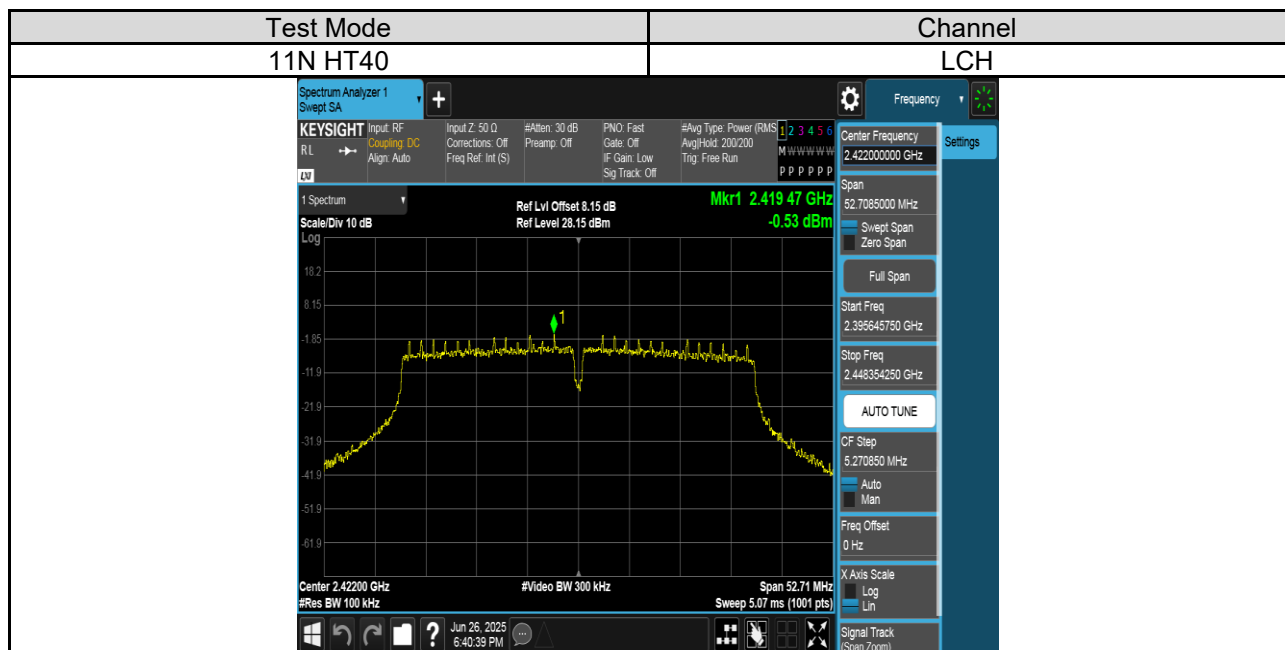 Test Mode
Channel
11N HT40
LCH
Spectrum Analyzer 1
Swept SA
Frequency
KEYSIGHT
RL
LXI
Input: RF
Coupling: DC
Align: Auto
Input Z: 50 Ω
Corrections: Off
Freq Ref: Int (S)
#Atten: 30 dB
Preamp: Off
PNO: Fast
Gate: Off
IF Gain: Low
Sig Track: Off
#Avg Type: Power (RMS
Avg|Hold: 200/200
Trig: Free Run
1 2 3 4 5 6
M W W W W W
P P P P P P
1 Spectrum
Scale/Div 10 dB
Log
Ref Lvl Offset 8.15 dB
Ref Level 28.15 dBm
Mkr1 2.419 47 GHz
-0.53 dBm
1
18.2
8.15
-1.85
-11.9
-21.9
-31.9
-41.9
-51.9
-61.9
Center 2.42200 GHz
#Res BW 100 kHz
#Video BW 300 kHz
Span 52.71 MHz
Sweep 5.07 ms (1001 pts)
Jun 26, 2025
6:40:39 PM
Center Frequency
2.422000000 GHz
Settings
Span
52.7085000 MHz
Swept Span
Zero Span
Full Span
Start Freq
2.395645750 GHz
Stop Freq
2.448354250 GHz
AUTO TUNE
CF Step
5.270850 MHz
Auto
Man
Freq Offset
0 Hz
X Axis Scale
Log
Lin
Signal Track
(Span Zoom)